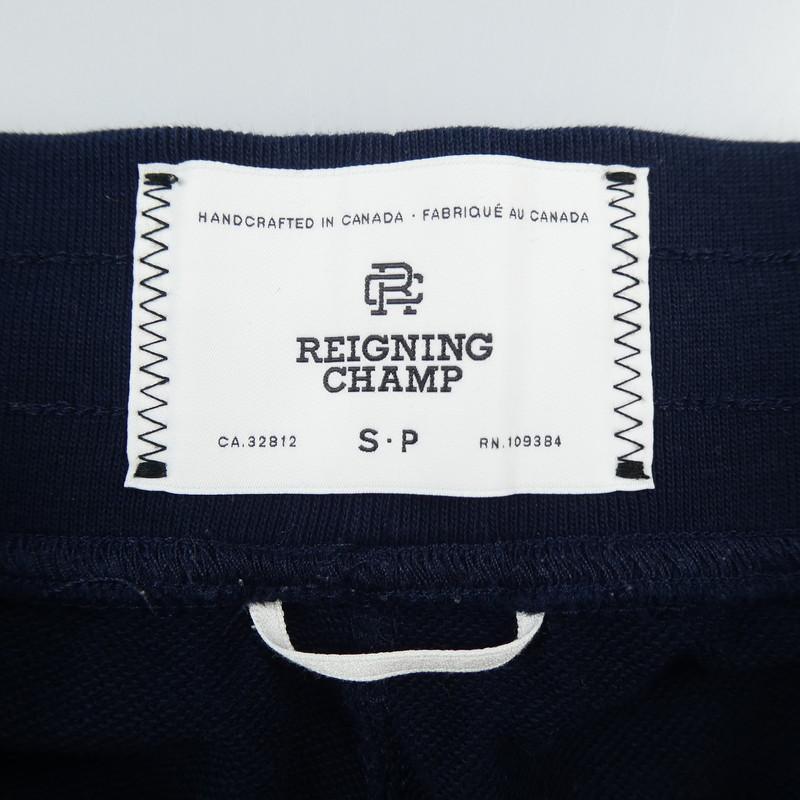 HANDCRAFTED IN CANADA · FABRIQUÉ AU CANADA
RC
REIGNING
CHAMP
CA.32812 S·P RN.109384